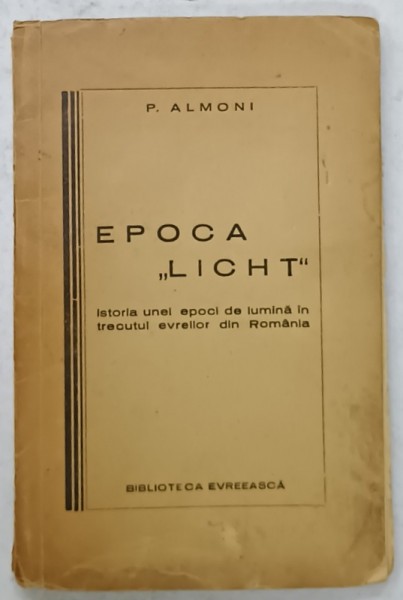 P. ALMONI
EPOCA
„LICHT“
Istoria unei epoci de lumină în
trecutul evreilor din România
BIBLIOTECA EVREEASCĂ